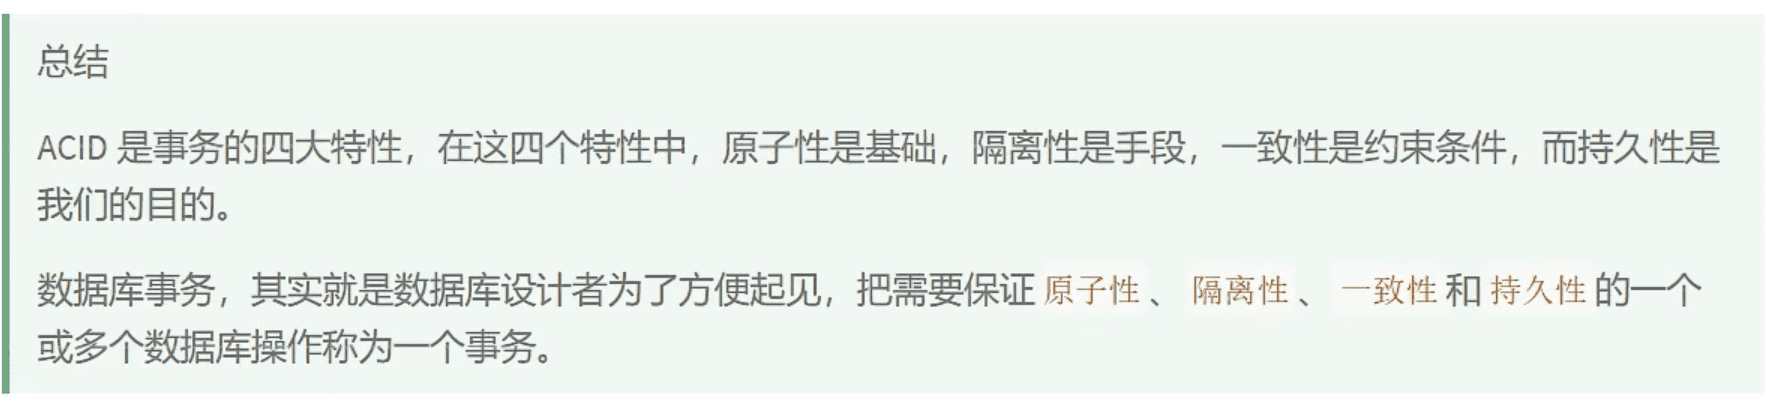 总结
ACID 是事务的四大特性，在这四个特性中，原子性是基础，隔离性是手段，一致性是约束条件，而持久性是
我们的目的。
数据库事务，其实就是数据库设计者为了方便起见，把需要保证 原子性 、 隔离性 、 一致性 和 持久性 的一个
或多个数据库操作称为一个事务。